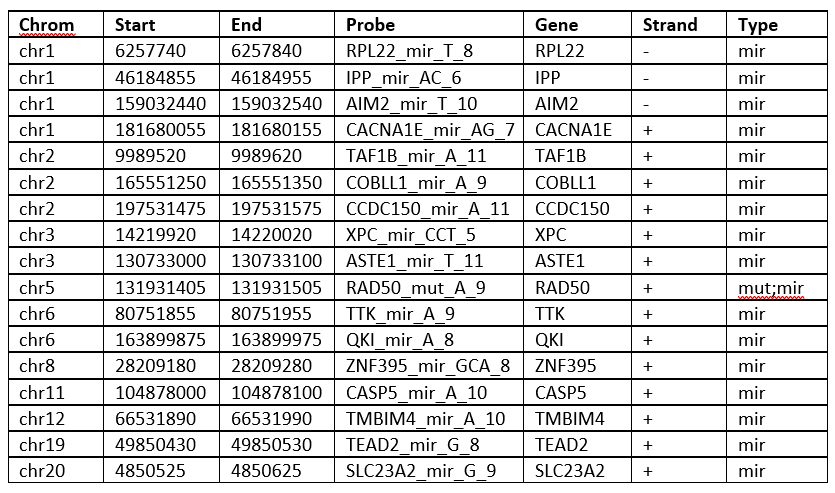 Chrom Start End Probe Gene Strand Type
chr1 6257740 6257840 RPL22_mir_T_8 RPL22 - mir
chr1 46184855 46184955 IPP_mir_AC_6 IPP - mir
chr1 159032440 159032540 AIM2_mir_T_10 AIM2 - mir
chr1 181680055 181680155 CACNA1E_mir_AG_7 CACNA1E + mir
chr2 9989520 9989620 TAF1B_mir_A_11 TAF1B + mir
chr2 165551250 165551350 COBLL1_mir_A_9 COBLL1 + mir
chr2 197531475 197531575 CCDC150_mir_A_11 CCDC150 + mir
chr3 14219920 14220020 XPC_mir_CCT_5 XPC + mir
chr3 130733000 130733100 ASTE1_mir_T_11 ASTE1 + mir
chr5 131931405 131931505 RAD50_mut_A_9 RAD50 + mut;mir
chr6 80751855 80751955 TTK_mir_A_9 TTK + mir
chr6 163899875 163899975 QKI_mir_A_8 QKI + mir
chr8 28209180 28209280 ZNF395_mir_GCA_8 ZNF395 + mir
chr11 104878000 104878100 CASP5_mir_A_10 CASP5 + mir
chr12 66531890 66531990 TMBIM4_mir_A_10 TMBIM4 + mir
chr19 49850430 49850530 TEAD2_mir_G_8 TEAD2 + mir
chr20 4850525 4850625 SLC23A2_mir_G_9 SLC23A2 + mir